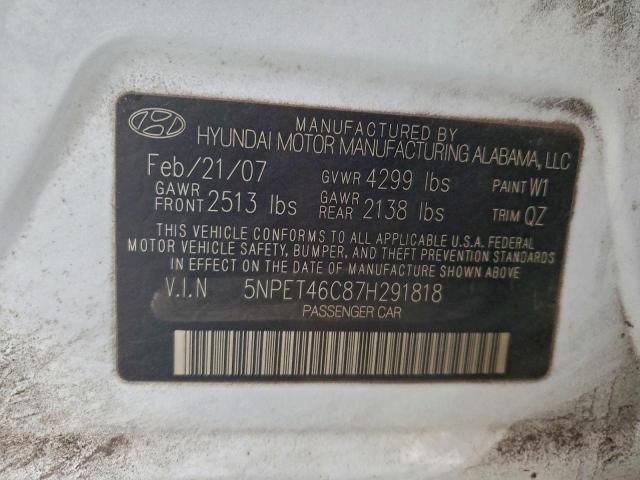 MANUFACTURED BY
HYUNDAI MOTOR MANUFACTURING ALABAMA, LLC
Feb/21/07 GVWR 4299 lbs PAINT W1
GAWR FRONT 2513 lbs GAWR REAR 2138 lbs TRIM QZ
THIS VEHICLE CONFORMS TO ALL APPLICABLE U.S.A. FEDERAL
MOTOR VEHICLE SAFETY, BUMPER, AND THEFT PREVENTION STANDARDS
IN EFFECT ON THE DATE OF MANUFACTURE SHOWN ABOVE
V.I.N 5NPET46C87H291818
PASSENGER CAR